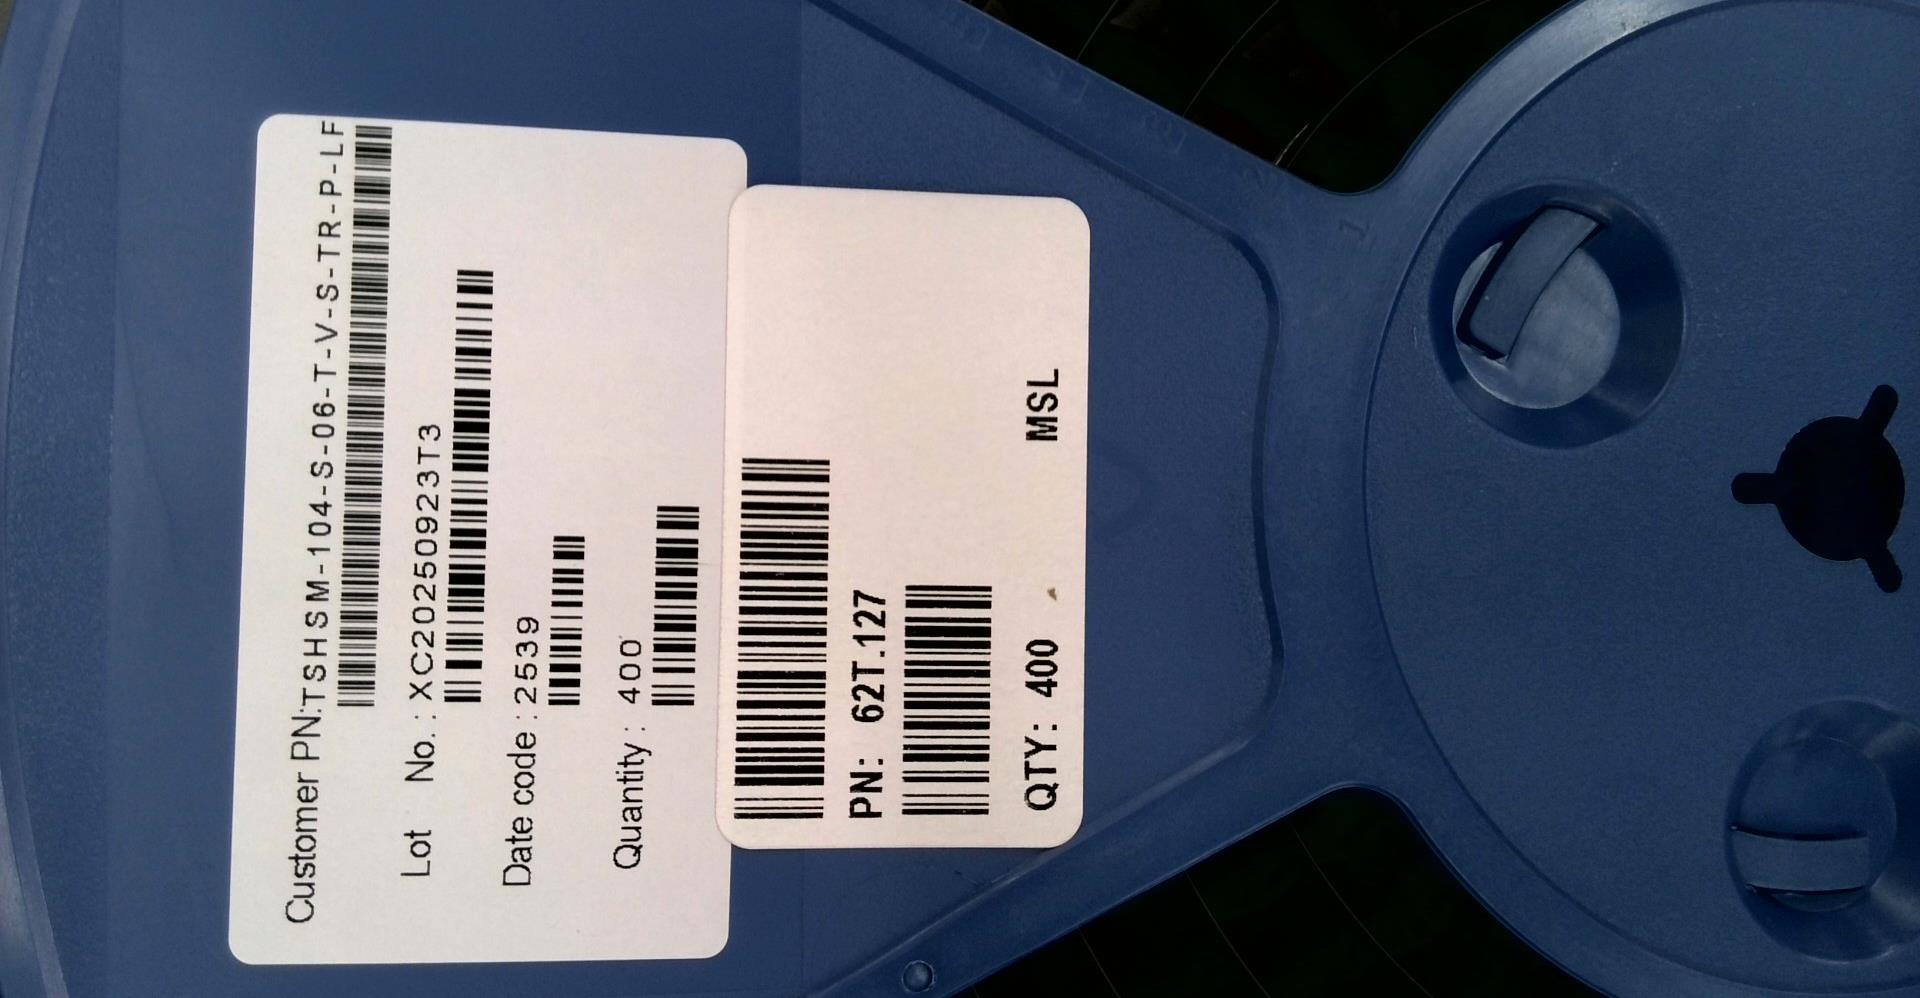 Customer PN:TSHSM-104-S-06-T-V-S-TR-P-LF
Lot No.: XC20250923T3
Date code: 2539
Quantity: 400
PN: 62T.127
QTY: 400 MSL
1